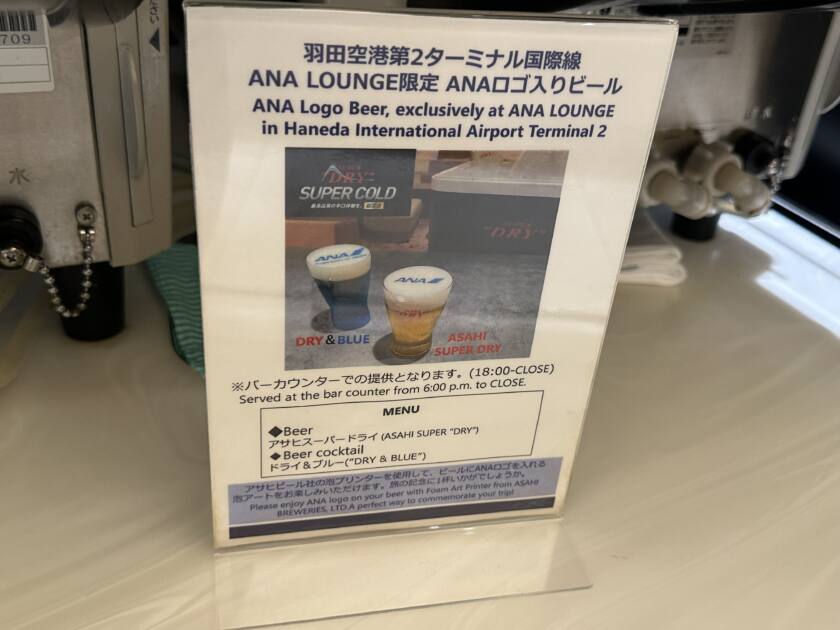 709
水
羽田空港第2ターミナル国際線
ANA LOUNGE限定 ANAロゴ入りビール
ANA Logo Beer, exclusively at ANA LOUNGE
in Haneda International Airport Terminal 2
DRY
SUPER COLD
"DRY"
ANA
ANA
DRY
DRY&BLUE
ASAHI
SUPER DRY
※バーカウンターでの提供となります。(18:00-CLOSE)
Served at the bar counter from 6:00 p.m. to CLOSE.
MENU
◆Beer
アサヒスーパードライ (ASAHI SUPER "DRY")
◆Beer cocktail
ドライ&ブルー("DRY & BLUE")
アサヒビール社の泡プリンターを使用して、ビールにANAロゴを入れる
泡アートをお楽しみいただけます。旅の記念に1杯いかがでしょうか。
Please enjoy ANA logo on your beer with Foam Art Printer from ASAHI
BREWERIES, LTD.A perfect way to commemorate your trip!